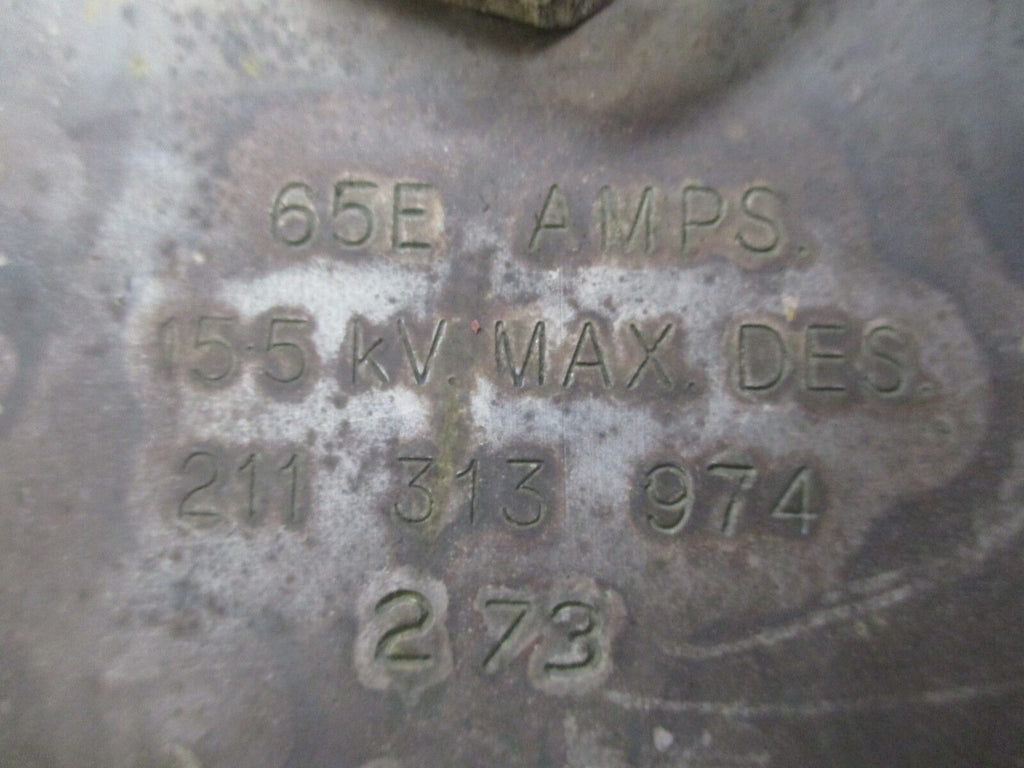 65E AMPS.
15.5 kV. MAX. DES.
211 313 974
2 73